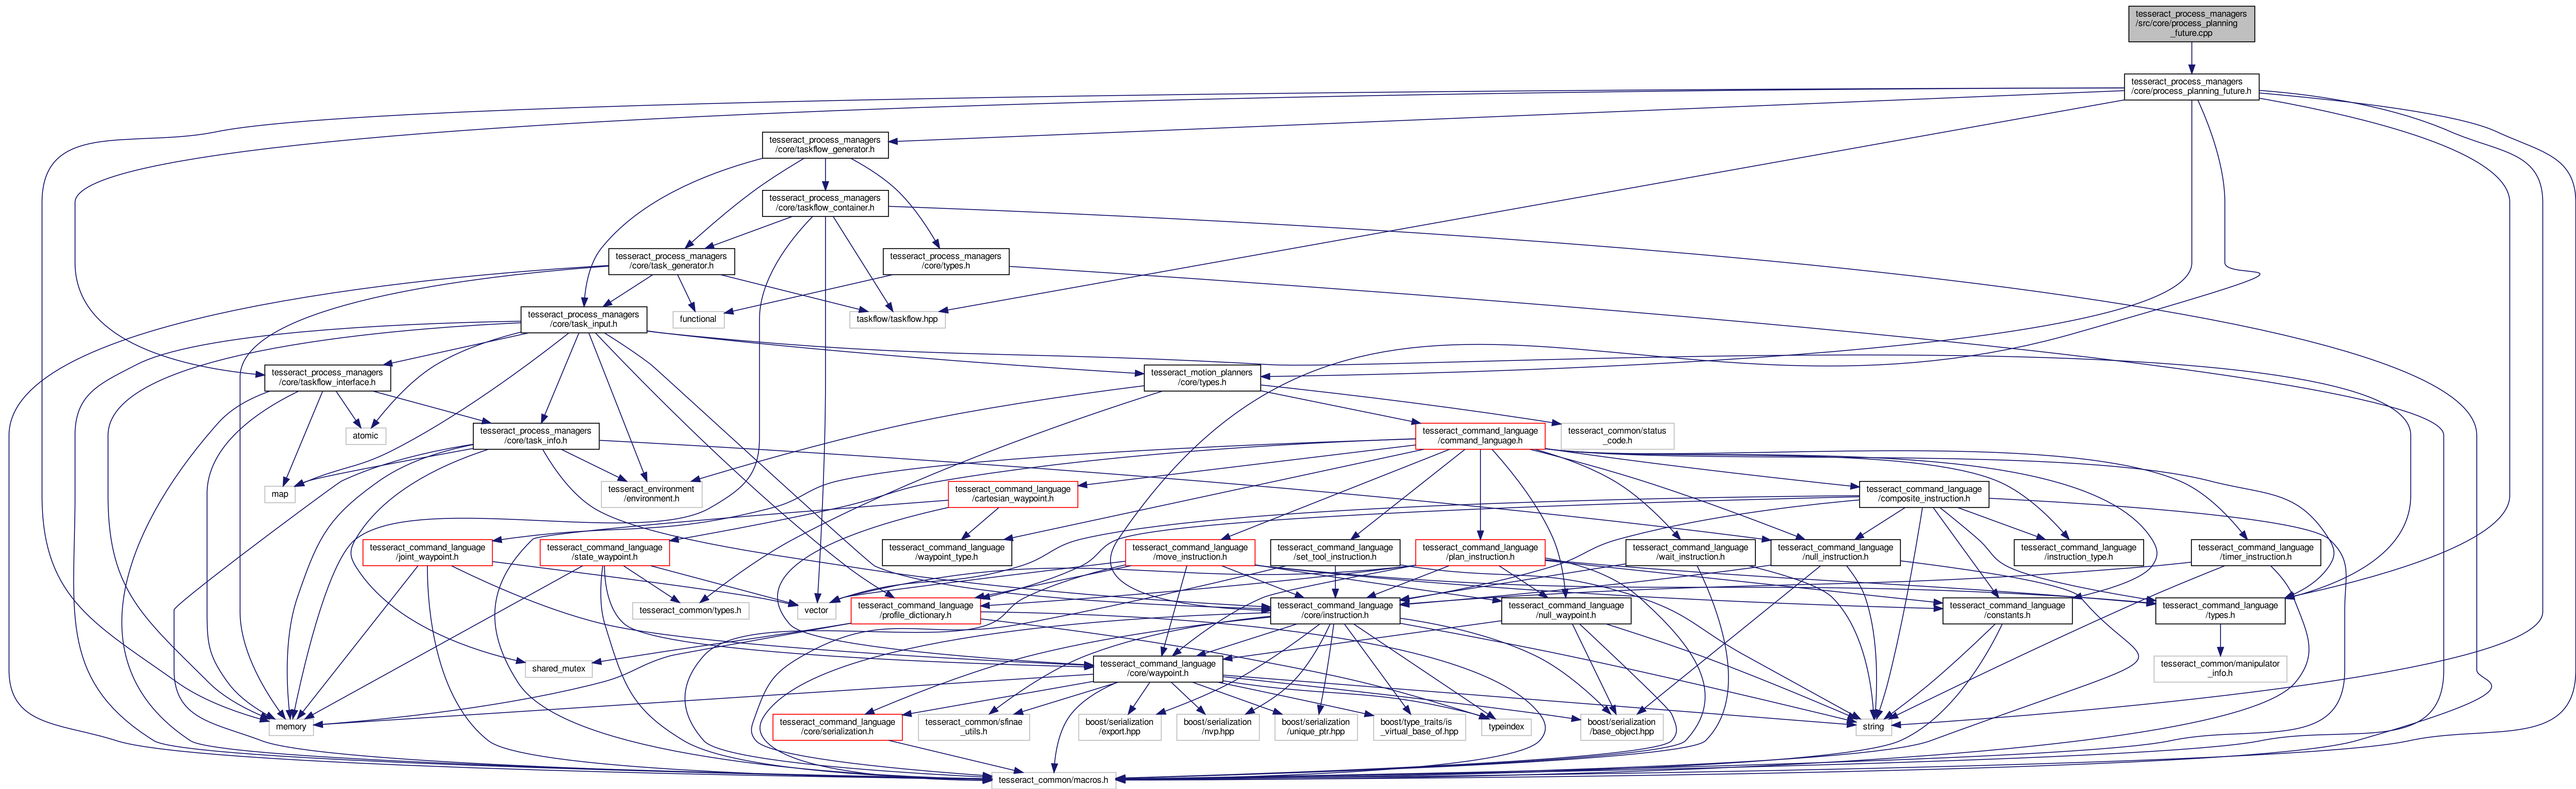 tesseract_process_managers
/src/core/process_planning
_future.cpp
tesseract_process_managers
/core/process_planning_future.h
tesseract_process_managers
/core/taskflow_generator.h
tesseract_process_managers
/core/taskflow_container.h
tesseract_process_managers
/core/task_generator.h
tesseract_process_managers
/core/types.h
tesseract_process_managers
/core/task_input.h
functional
taskflow/taskflow.hpp
tesseract_process_managers
/core/taskflow_interface.h
tesseract_motion_planners
/core/types.h
atomic
tesseract_process_managers
/core/task_info.h
tesseract_command_language
/command_language.h
tesseract_common/status
_code.h
map
tesseract_environment
/environment.h
tesseract_command_language
/cartesian_waypoint.h
tesseract_command_language
/composite_instruction.h
tesseract_command_language
/joint_waypoint.h
tesseract_command_language
/state_waypoint.h
tesseract_command_language
/waypoint_type.h
tesseract_command_language
/move_instruction.h
tesseract_command_language
/set_tool_instruction.h
tesseract_command_language
/plan_instruction.h
tesseract_command_language
/wait_instruction.h
tesseract_command_language
/null_instruction.h
tesseract_command_language
/instruction_type.h
tesseract_command_language
/timer_instruction.h
tesseract_common/types.h
vector
tesseract_command_language
/profile_dictionary.h
tesseract_command_language
/core/instruction.h
tesseract_command_language
/null_waypoint.h
tesseract_command_language
/constants.h
tesseract_command_language
/types.h
shared_mutex
tesseract_command_language
/core/waypoint.h
tesseract_common/manipulator
_info.h
memory
tesseract_command_language
/core/serialization.h
tesseract_common/sfinae
_utils.h
boost/serialization
/export.hpp
boost/serialization
/nvp.hpp
boost/serialization
/unique_ptr.hpp
boost/type_traits/is
_virtual_base_of.hpp
typeindex
boost/serialization
/base_object.hpp
string
tesseract_common/macros.h